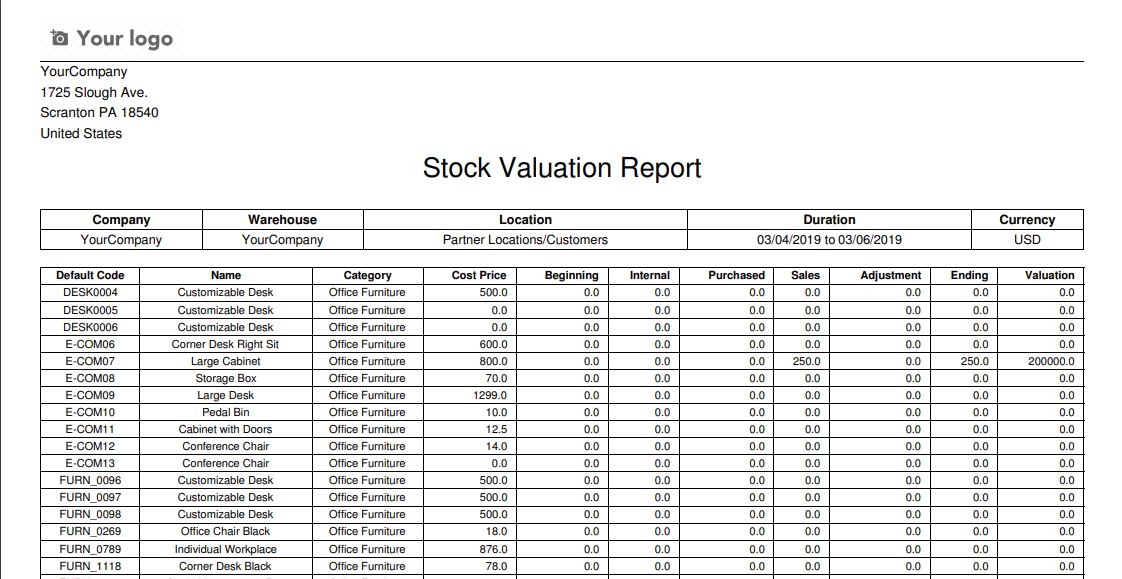 Your logo
YourCompany
1725 Slough Ave.
Scranton PA 18540
United States
Stock Valuation Report
Company Warehouse Location Duration Currency
YourCompany YourCompany Partner Locations/Customers 03/04/2019 to 03/06/2019 USD
Default Code Name Category Cost Price Beginning Internal Purchased Sales Adjustment Ending Valuation
DESK0004 Customizable Desk Office Furniture 500.0 0.0 0.0 0.0 0.0 0.0 0.0 0.0
DESK0005 Customizable Desk Office Furniture 0.0 0.0 0.0 0.0 0.0 0.0 0.0 0.0
DESK0006 Customizable Desk Office Furniture 0.0 0.0 0.0 0.0 0.0 0.0 0.0 0.0
E-COM06 Corner Desk Right Sit Office Furniture 600.0 0.0 0.0 0.0 0.0 0.0 0.0 0.0
E-COM07 Large Cabinet Office Furniture 800.0 0.0 0.0 0.0 250.0 0.0 250.0 200000.0
E-COM08 Storage Box Office Furniture 70.0 0.0 0.0 0.0 0.0 0.0 0.0 0.0
E-COM09 Large Desk Office Furniture 1299.0 0.0 0.0 0.0 0.0 0.0 0.0 0.0
E-COM10 Pedal Bin Office Furniture 10.0 0.0 0.0 0.0 0.0 0.0 0.0 0.0
E-COM11 Cabinet with Doors Office Furniture 12.5 0.0 0.0 0.0 0.0 0.0 0.0 0.0
E-COM12 Conference Chair Office Furniture 14.0 0.0 0.0 0.0 0.0 0.0 0.0 0.0
E-COM13 Conference Chair Office Furniture 0.0 0.0 0.0 0.0 0.0 0.0 0.0 0.0
FURN_0096 Customizable Desk Office Furniture 500.0 0.0 0.0 0.0 0.0 0.0 0.0 0.0
FURN_0097 Customizable Desk Office Furniture 500.0 0.0 0.0 0.0 0.0 0.0 0.0 0.0
FURN_0098 Customizable Desk Office Furniture 500.0 0.0 0.0 0.0 0.0 0.0 0.0 0.0
FURN_0269 Office Chair Black Office Furniture 18.0 0.0 0.0 0.0 0.0 0.0 0.0 0.0
FURN_0789 Individual Workplace Office Furniture 876.0 0.0 0.0 0.0 0.0 0.0 0.0 0.0
FURN_1118 Corner Desk Black Office Furniture 78.0 0.0 0.0 0.0 0.0 0.0 0.0 0.0